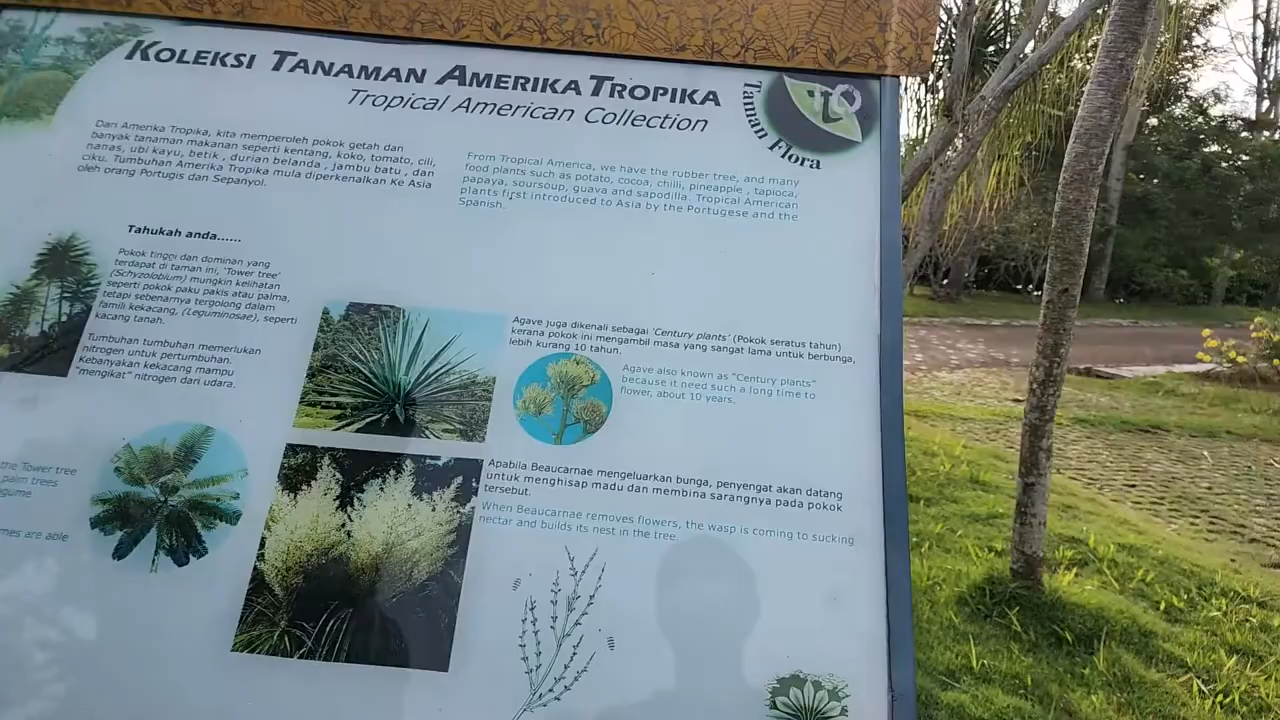 KOLEKSI TANAMAN AMERIKA TROPIKA
Tropical American Collection
Taman Flora
Dari Amerika Tropika, kita memperoleh pokok getah dan
banyak tanaman makanan seperti kentang, koko, tomato, cili,
nanas, ubi kayu, betik , durian belanda , jambu batu , dan
ciku. Tumbuhan Amerika Tropika mula diperkenalkan Ke Asia
oleh orang Portugis dan Sepanyol.
From Tropical America, we have the rubber tree, and many
food plants such as potato, cocoa, chilli, pineapple , tapioca,
papaya, soursoup, guava and sapodilla. Tropical American
plants first introduced to Asia by the Portugese and the
Spanish.
Tahukah anda......
Pokok tinggi dan dominan yang
terdapat di taman ini, 'Tower tree'
(Schyzolobium) mungkin kelihatan
seperti pokok paku pakis atau palma,
tetapi sebenarnya tergolong dalam
famili kekacang, (Leguminosae), seperti
kacang tanah.
Tumbuhan tumbuhan memerlukan
nitrogen untuk pertumbuhan.
Kebanyakan kekacang mampu
"mengikat" nitrogen dari udara.
the Tower tree
palm trees
egume
mes are able
Agave juga dikenali sebagai 'Century plants' (Pokok seratus tahun)
kerana pokok ini mengambil masa yang sangat lama untuk berbunga,
lebih kurang 10 tahun.
Agave also known as "Century plants"
because it need such a long time to
flower, about 10 years.
Apabila Beaucarnae mengeluarkan bunga, penyengat akan datang
untuk menghisap madu dan membina sarangnya pada pokok
tersebut.
When Beaucarnae removes flowers, the wasp is coming to sucking
nectar and builds its nest in the tree.